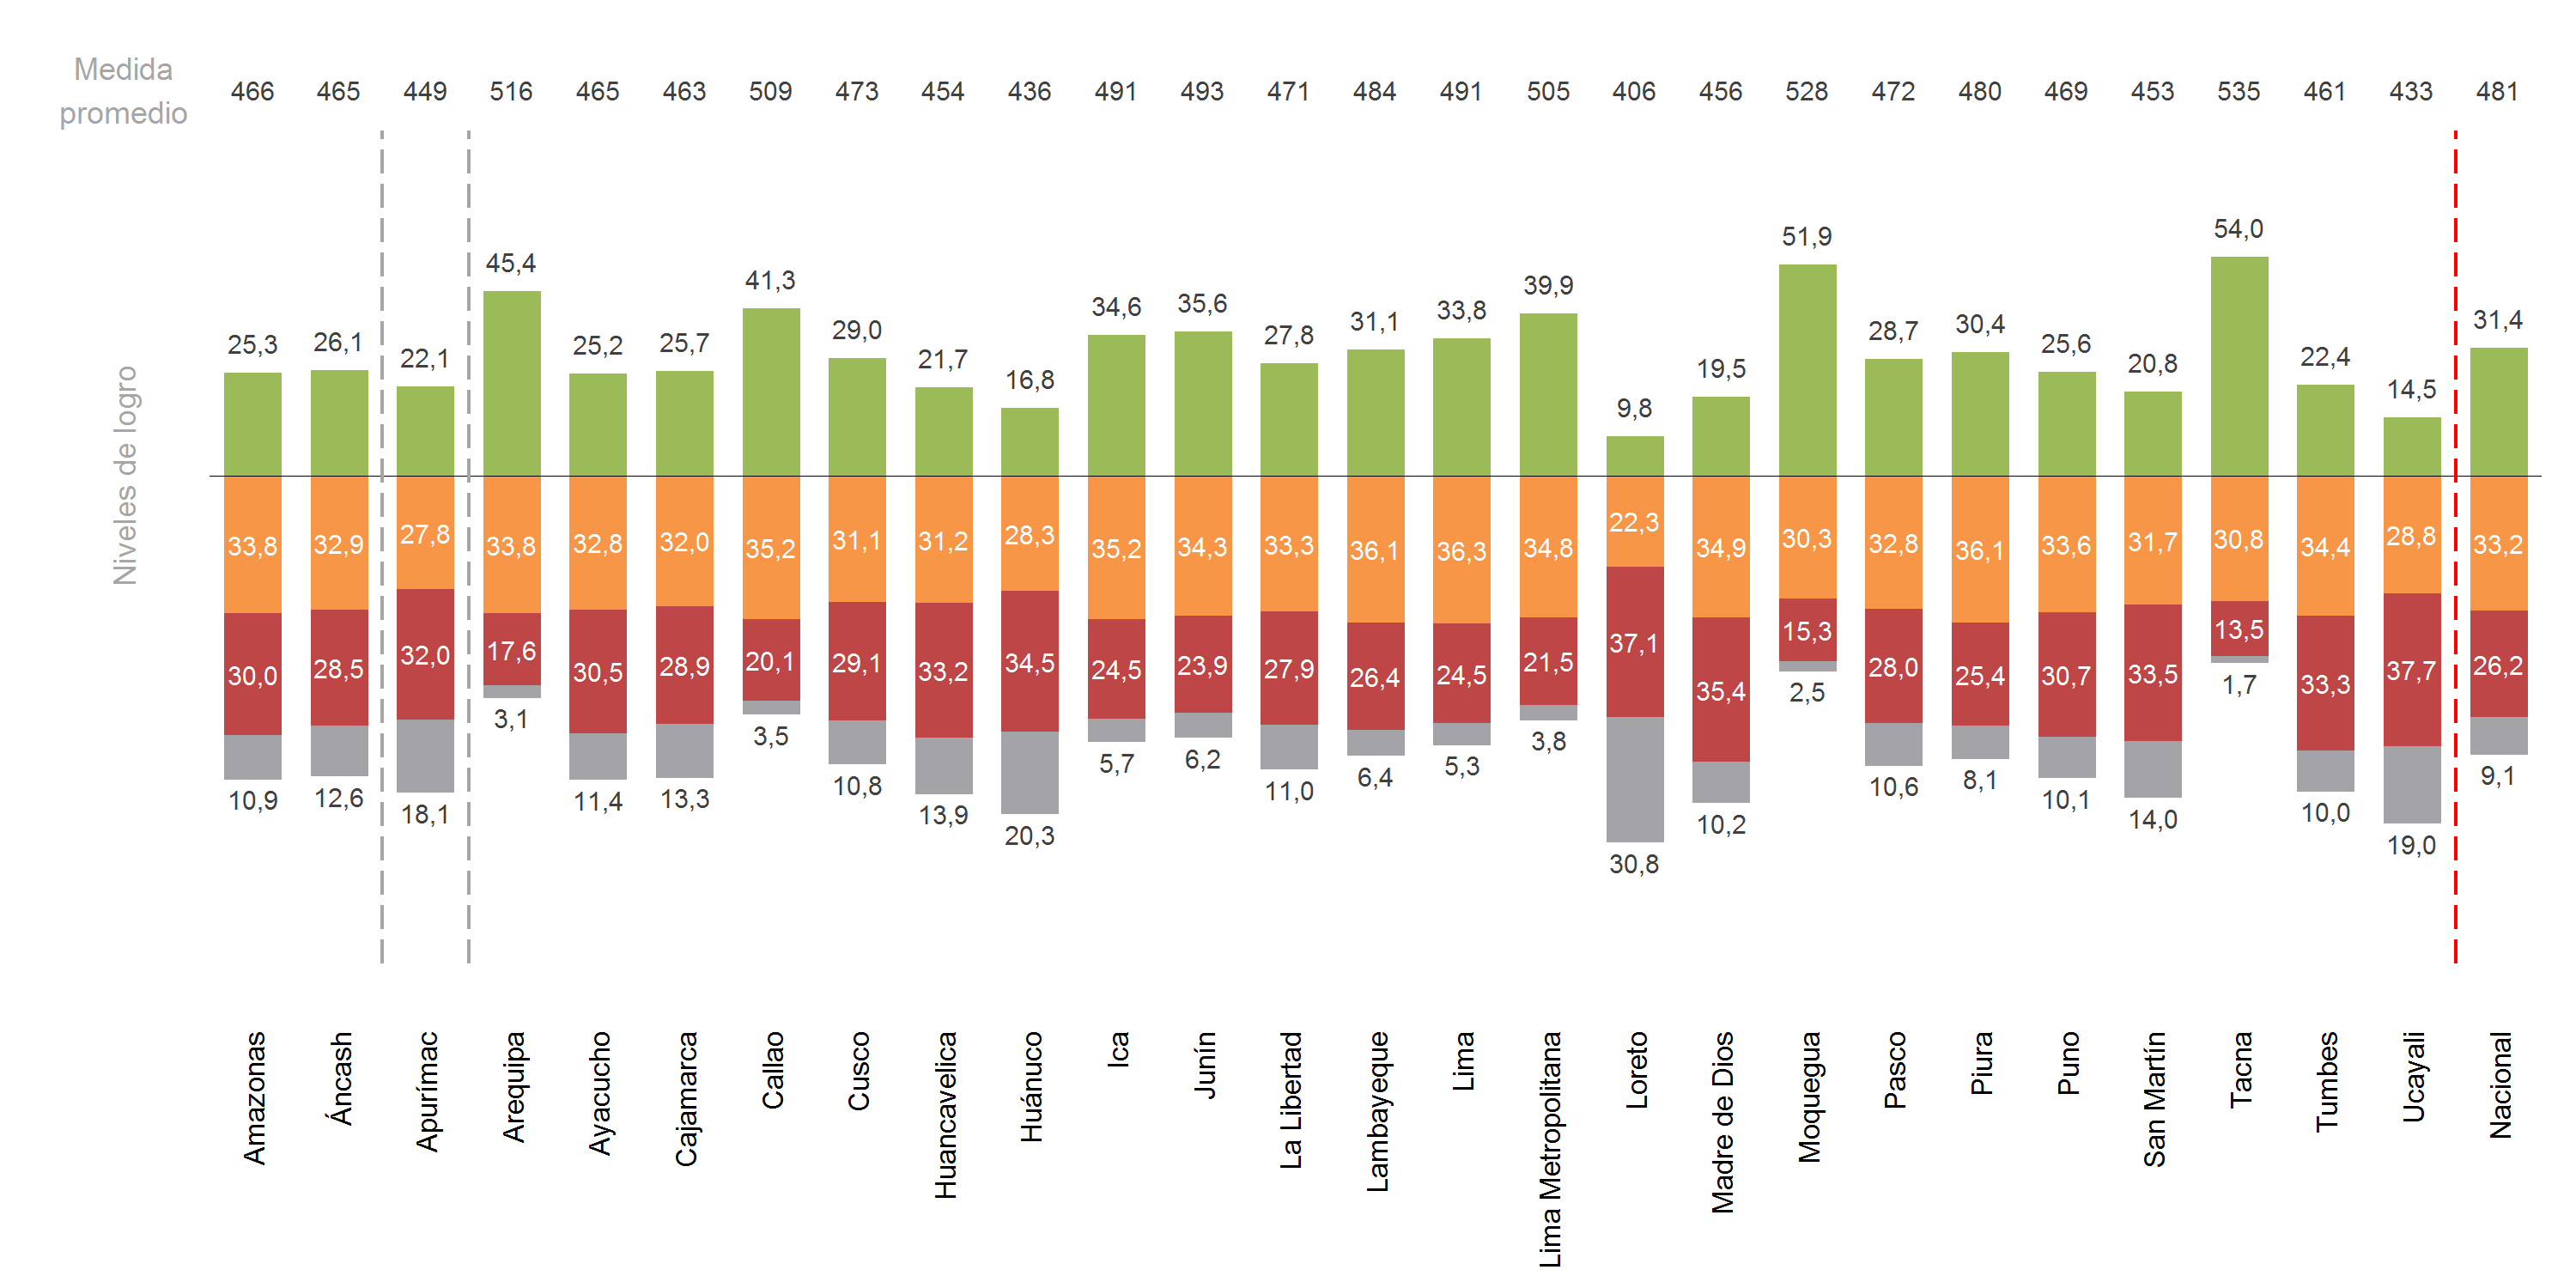 Medida
promedio
466 465 449 516 465 463 509 473 454 436 491 493 471 484 491 505 406 456 528 472 480 469 453 535 461 433 481
Niveles de logro
25,3 26,1 22,1 45,4 25,2 25,7 41,3 29,0 21,7 16,8 34,6 35,6 27,8 31,1 33,8 39,9 9,8 19,5 51,9 28,7 30,4 25,6 20,8 54,0 22,4 14,5 31,4
33,8 32,9 27,8 33,8 32,8 32,0 35,2 31,1 31,2 28,3 35,2 34,3 33,3 36,1 36,3 34,8 22,3 34,9 30,3 32,8 36,1 33,6 31,7 30,8 34,4 28,8 33,2
30,0 28,5 32,0 17,6 30,5 28,9 20,1 29,1 33,2 34,5 24,5 23,9 27,9 26,4 24,5 21,5 37,1 35,4 15,3 28,0 25,4 30,7 33,5 13,5 33,3 37,7 26,2
10,9 12,6 18,1 3,1 11,4 13,3 3,5 10,8 13,9 20,3 5,7 6,2 11,0 6,4 5,3 3,8 30,8 10,2 2,5 10,6 8,1 10,1 14,0 1,7 10,0 19,0 9,1
Amazonas
Áncash
Apurímac
Arequipa
Ayacucho
Cajamarca
Callao
Cusco
Huancavelica
Huánuco
Ica
Junín
La Libertad
Lambayeque
Lima
Lima Metropolitana
Loreto
Madre de Dios
Moquegua
Pasco
Piura
Puno
San Martín
Tacna
Tumbes
Ucayali
Nacional